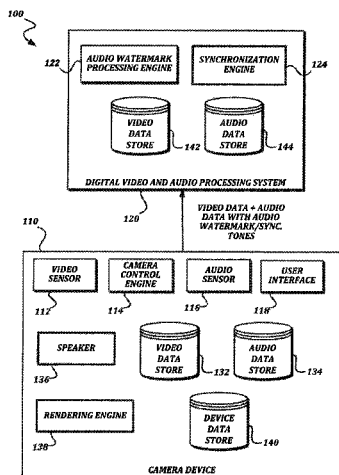 100
122
AUDIO WATERMARK
PROCESSING ENGINE
SYNCHRONIZATION
ENGINE
124
VIDEO
DATA
STORE
142
AUDIO
DATA
STORE
144
DIGITAL VIDEO AND AUDIO PROCESSING SYSTEM
120
VIDEO DATA + AUDIO
DATA WITH AUDIO
WATERMARK/SYNC.
TONES
110
VIDEO
SENSOR
112
CAMERA
CONTROL
ENGINE
114
AUDIO
SENSOR
116
USER
INTERFACE
118
SPEAKER
136
VIDEO
DATA
STORE
132
AUDIO
DATA
STORE
134
RENDERING ENGINE
138
DEVICE
DATA
STORE
140
CAMERA DEVICE